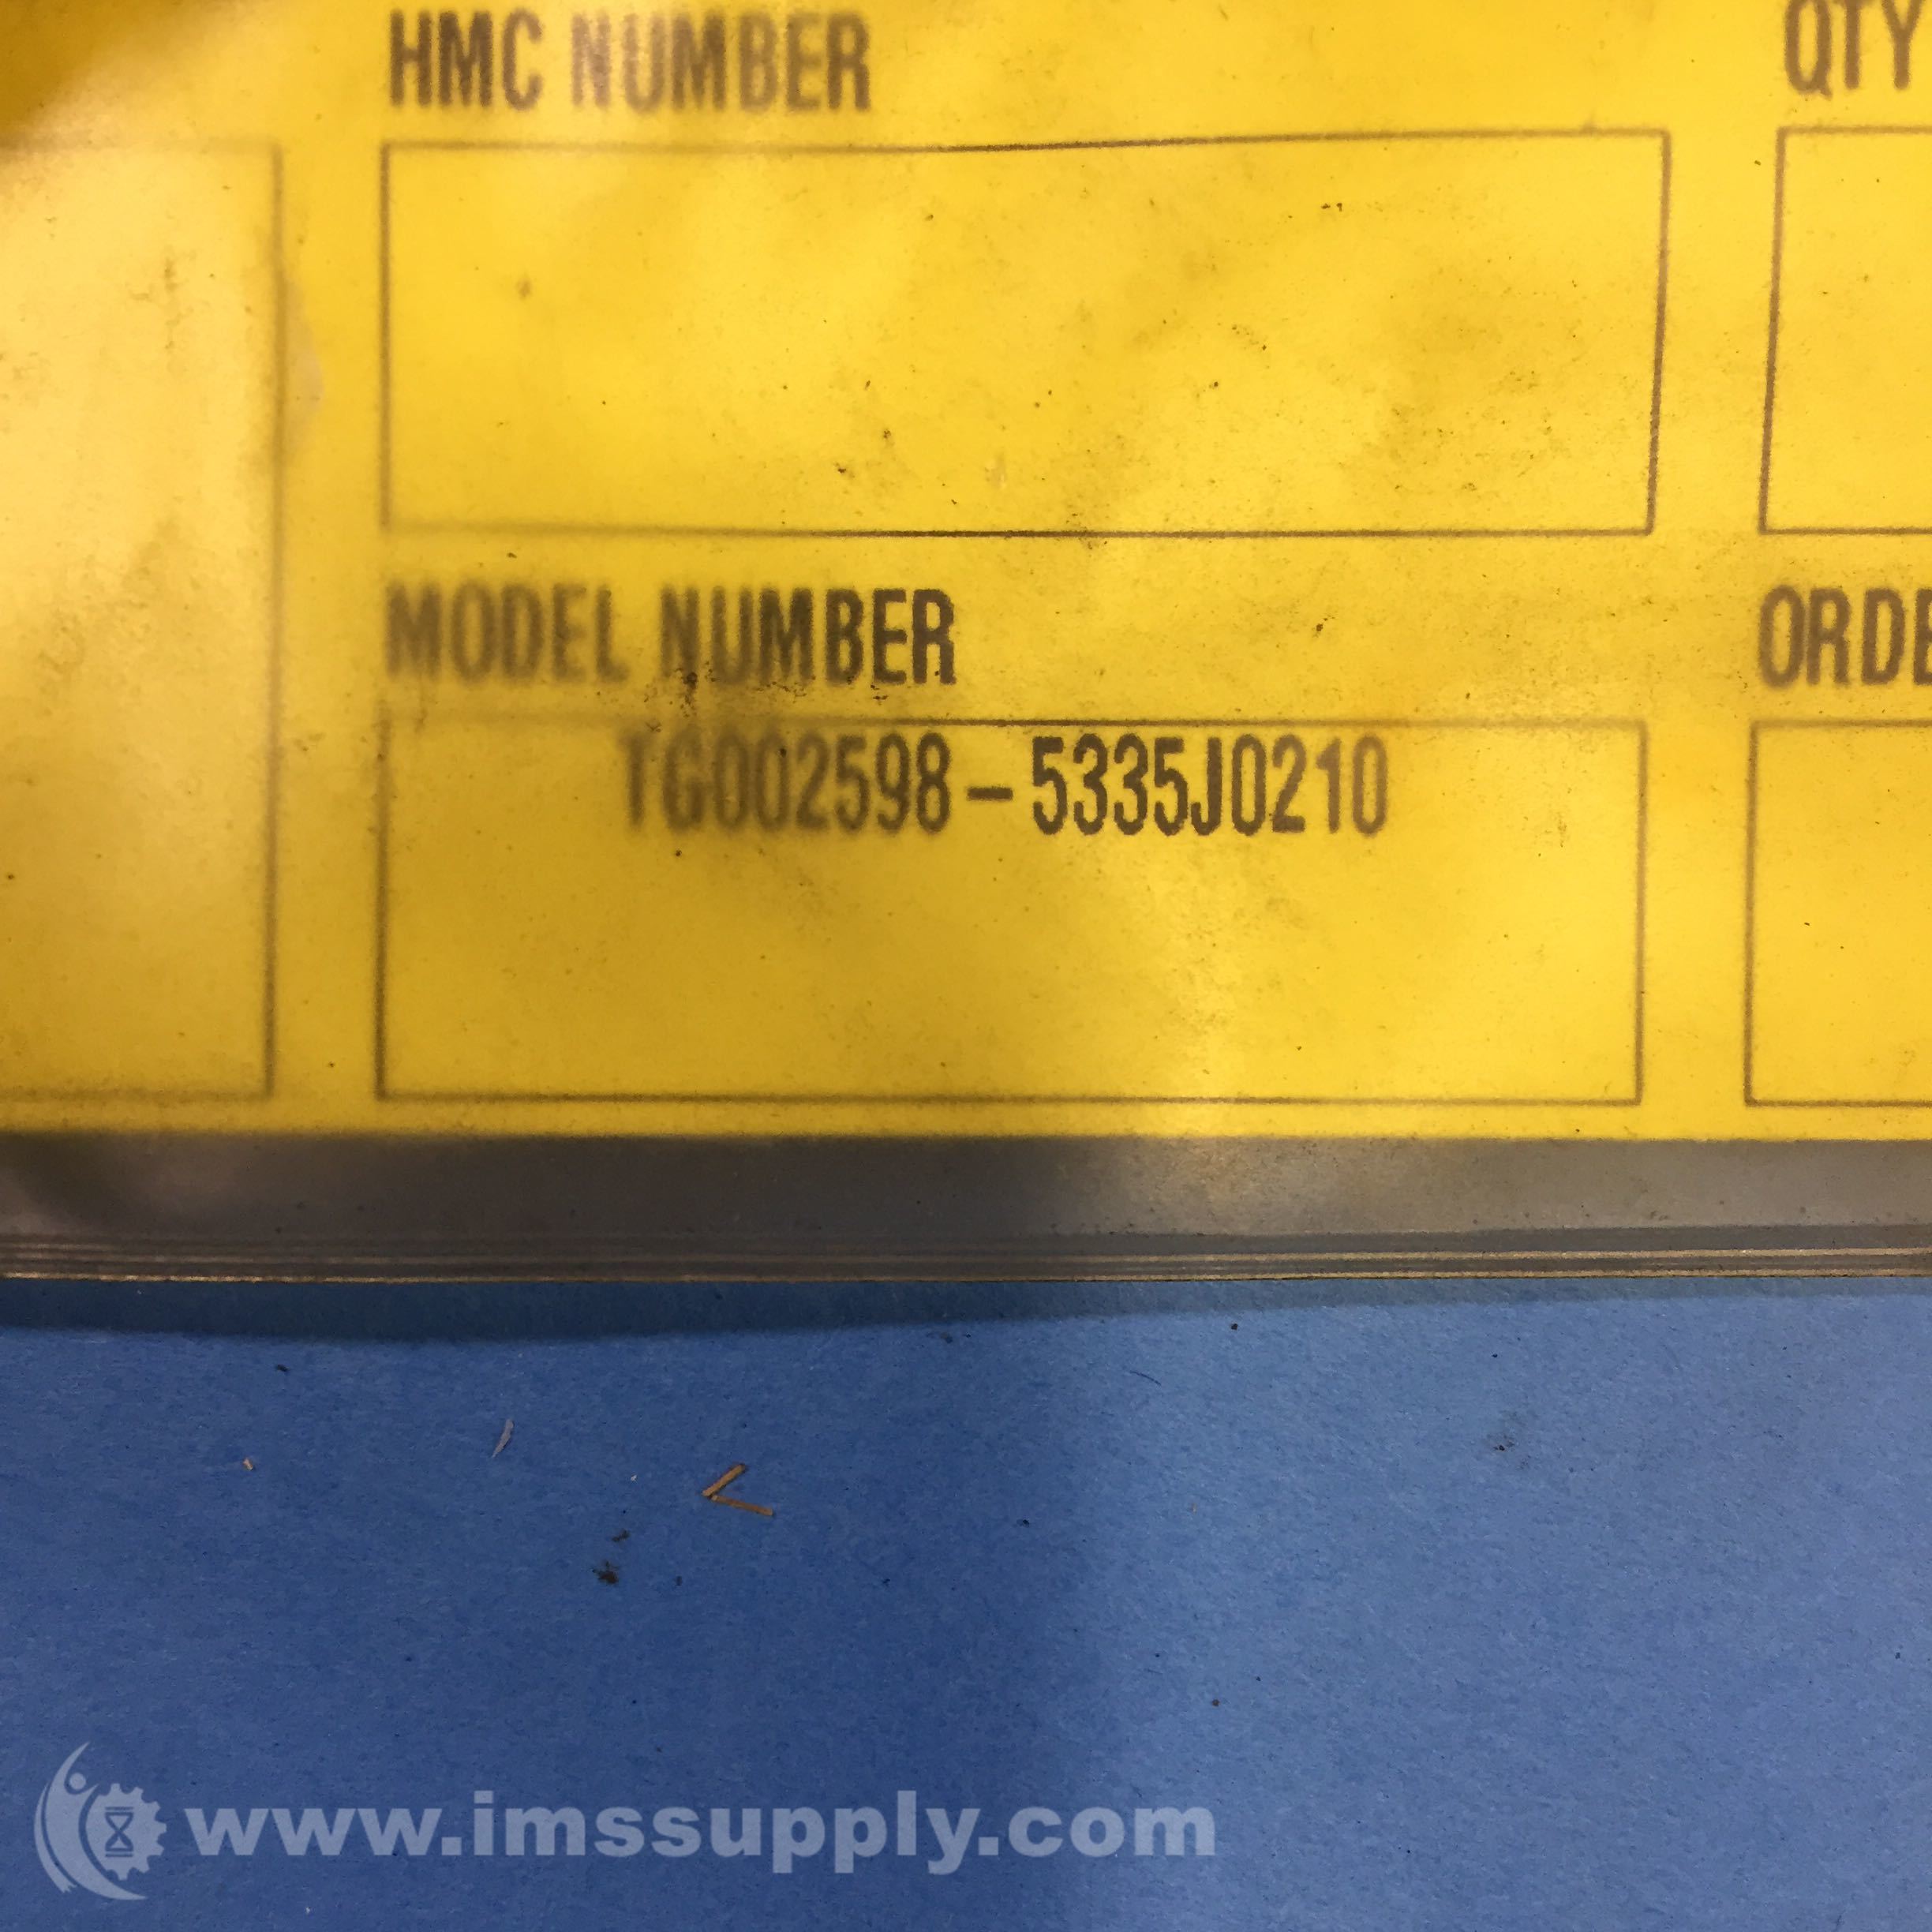 HMC NUMBER
QTY
MODEL NUMBER
ORDE
TG002598-5335J0210
www.imssupply.com